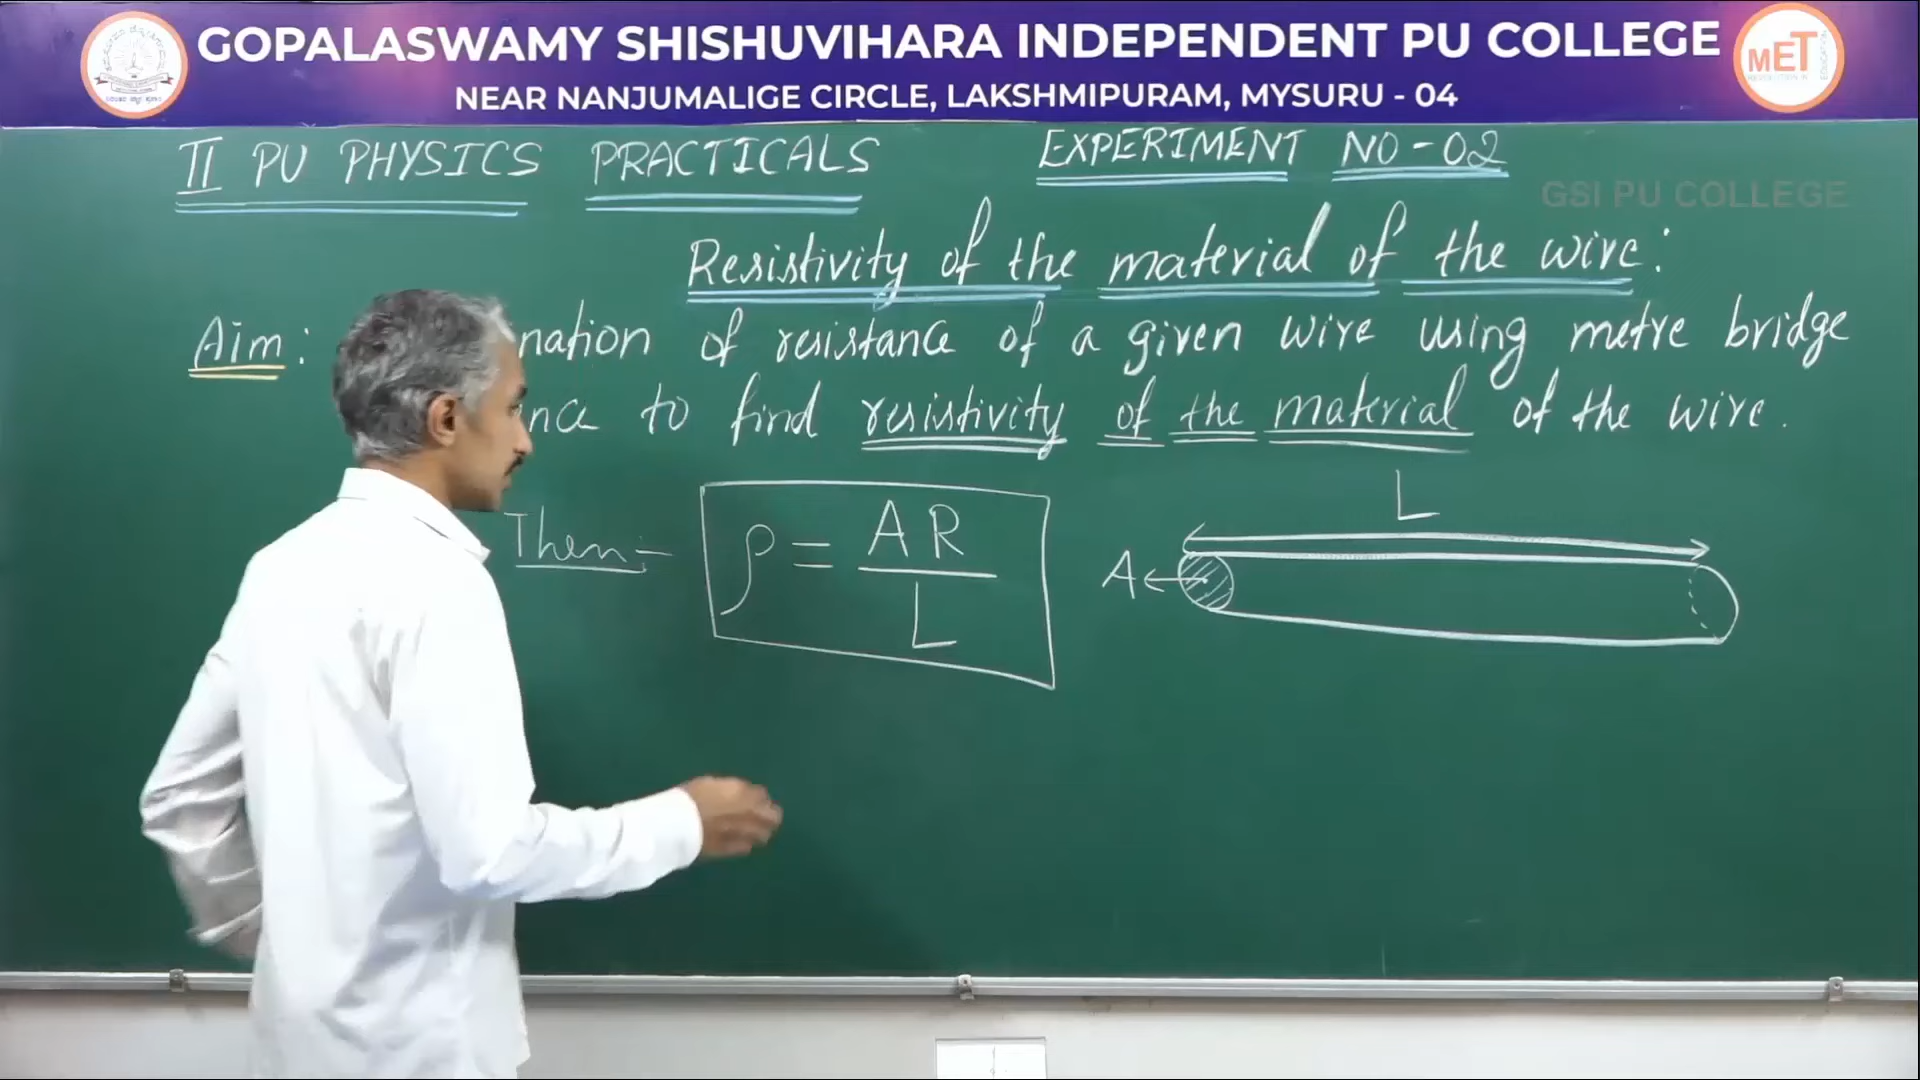 GOPALASWAMY SHISHUVIHARA INDEPENDENT PU COLLEGE
MET
NEAR NANJUMALIGE CIRCLE, LAKSHMIPURAM, MYSURU - 04
II PU PHYSICS PRACTICALS EXPERIMENT NO-02
GSI PU COLLEGE
Resistivity of the material of the wire:
Aim: nation of resistance of a given wire using metre bridge
nce to find resistivity of the material of the wire.
L
Then:- ρ = AR / L
A